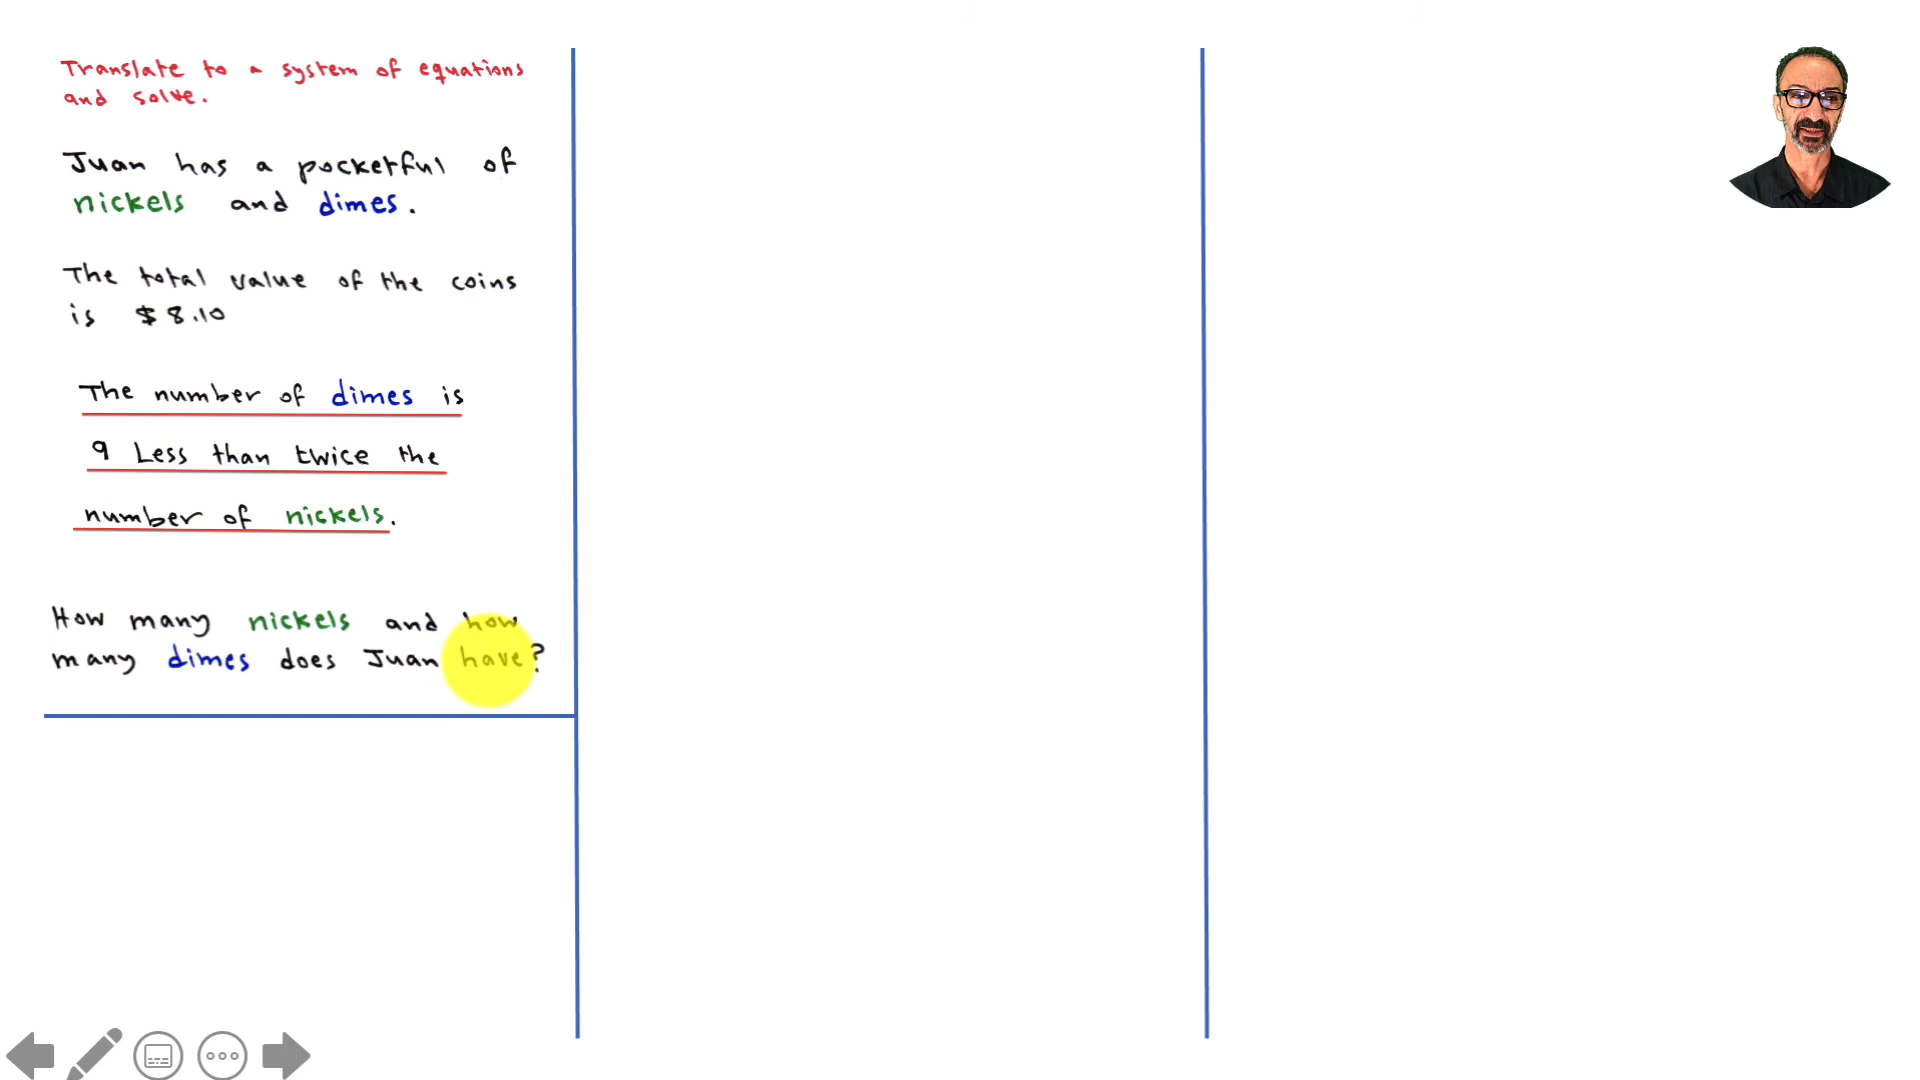 Translate to a system of equations
and solve.
Juan has a pocketful of
nickels and dimes.
The total value of the coins
is $8.10
The number of dimes is
9 Less than twice the
number of nickels.
How many nickels and how
many dimes does Juan have?